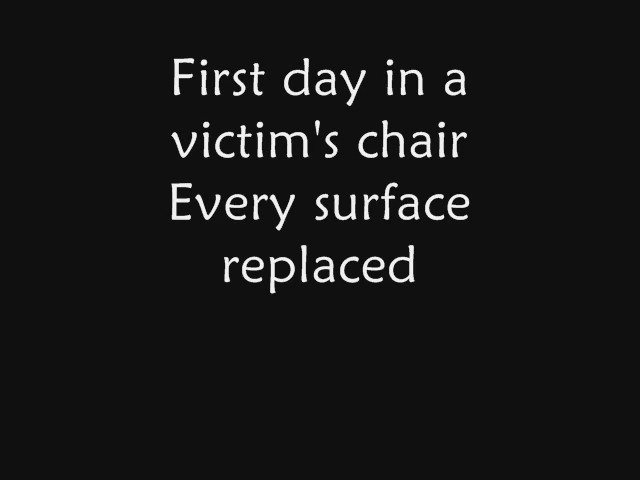 First day in a
victim's chair
Every surface
replaced